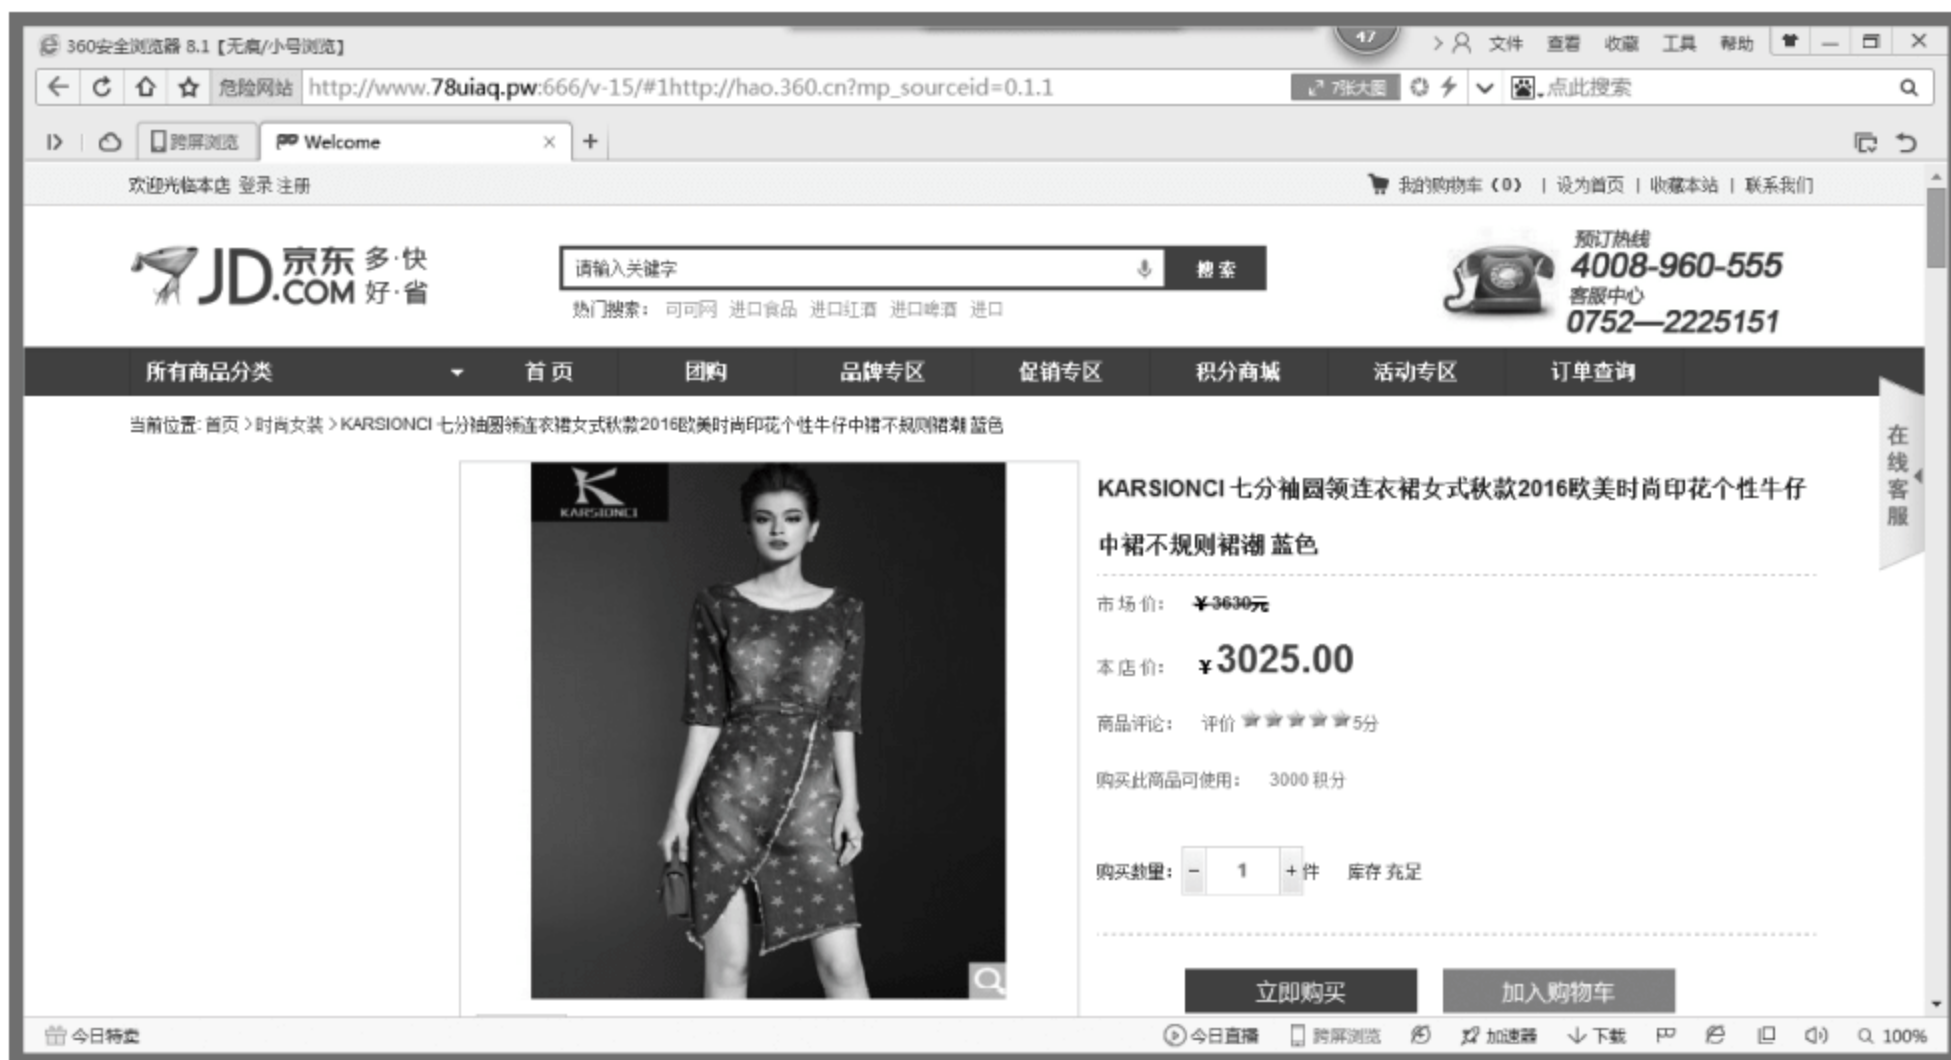 360安全浏览器 8.1【无痕/小号浏览】
47
文件 查看 收藏 工具 帮助
危险网站 http://www.78uiaq.pw:666/v-15/#1http://hao.360.cn?mp_sourceid=0.1.1
7张大图
点此搜索
跨屏浏览 Welcome
欢迎光临本店 登录 注册
我的购物车（0） | 设为首页 | 收藏本站 | 联系我们
JD.COM 京东 多·快 好·省
请输入关键字 搜索
热门搜索： 可可网 进口食品 进口红酒 进口啤酒 进口
预订热线
4008-960-555
客服中心
0752—2225151
所有商品分类 首页 团购 品牌专区 促销专区 积分商城 活动专区 订单查询
当前位置: 首页 > 时尚女装 > KARSIONCI 七分袖圆领连衣裙女式秋款2016欧美时尚印花个性牛仔中裙不规则裙潮 蓝色
在线客服
K
KARSIONCI
KARSIONCI 七分袖圆领连衣裙女式秋款2016欧美时尚印花个性牛仔
中裙不规则裙潮 蓝色
市场价： ¥3630元
本店价： ¥3025.00
商品评论： 评价 5分
购买此商品可使用： 3000 积分
购买数量： − 1 + 件 库存 充足
立即购买 加入购物车
今日特卖
今日直播 跨屏浏览 加速器 下载 100%